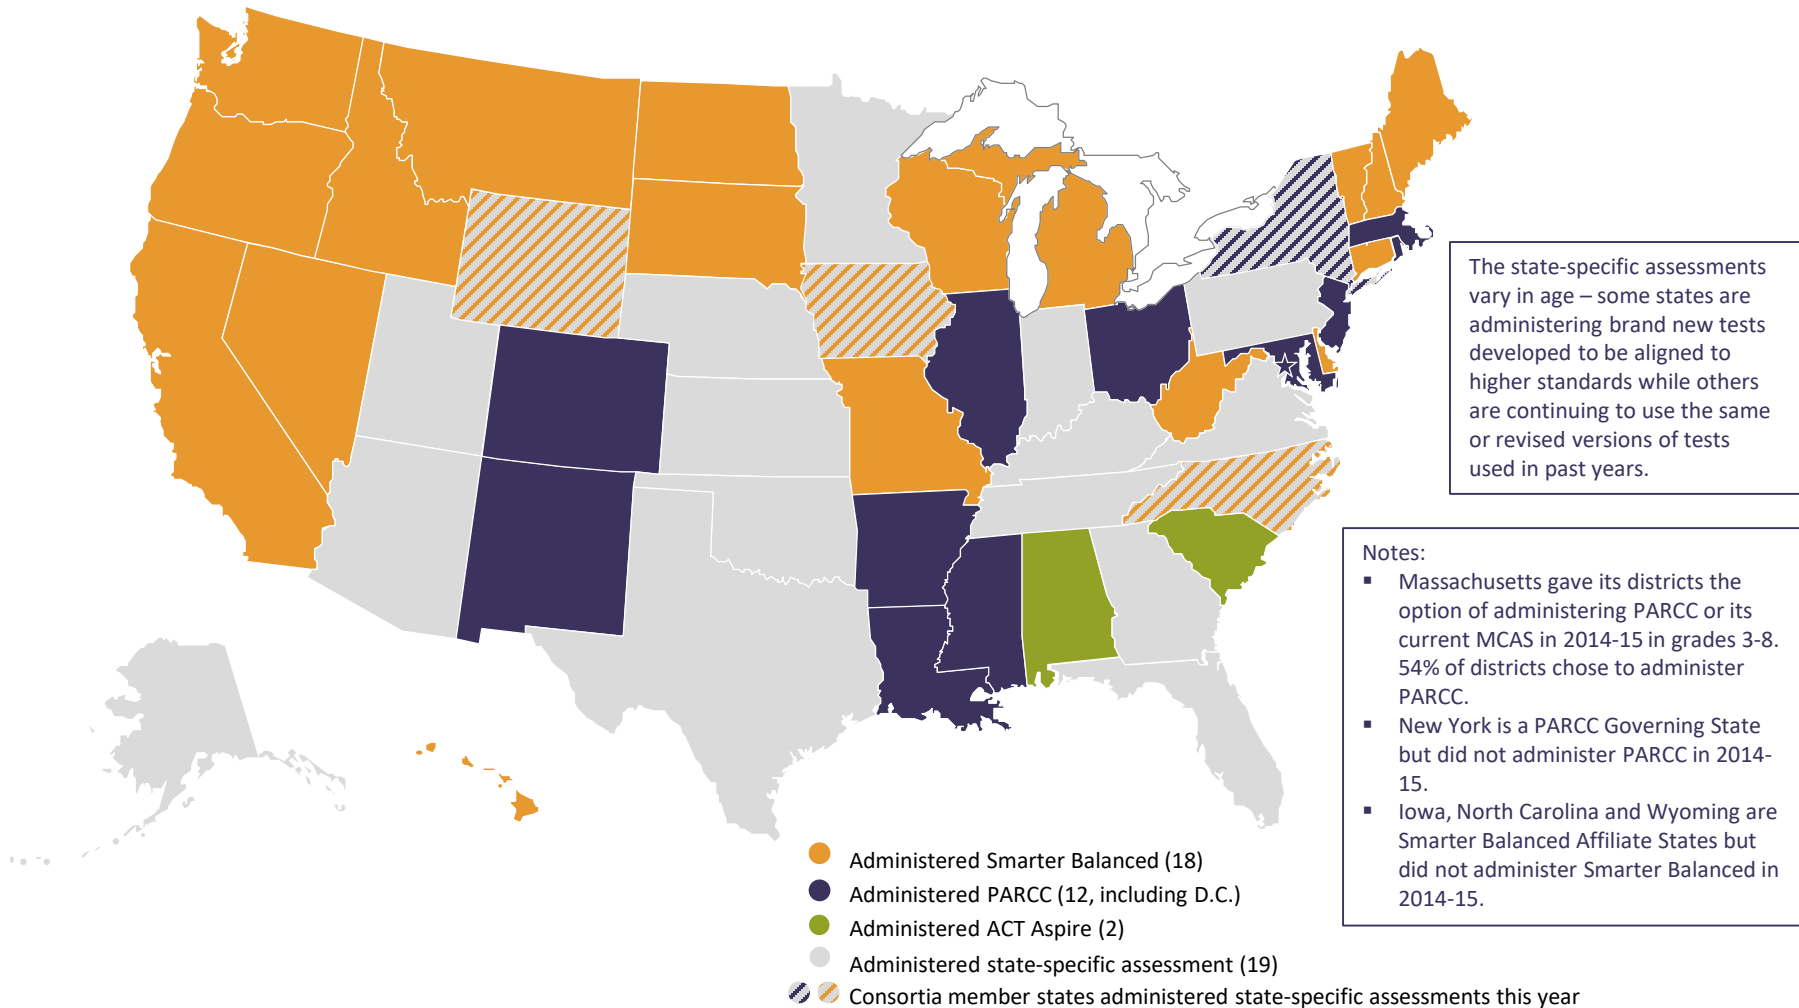 The state-specific assessments
vary in age – some states are
administering brand new tests
developed to be aligned to
higher standards while others
are continuing to use the same
or revised versions of tests
used in past years.
Notes:
▪ Massachusetts gave its districts the
option of administering PARCC or its
current MCAS in 2014-15 in grades 3-8.
54% of districts chose to administer
PARCC.
▪ New York is a PARCC Governing State
but did not administer PARCC in 2014-
15.
▪ Iowa, North Carolina and Wyoming are
Smarter Balanced Affiliate States but
did not administer Smarter Balanced in
2014-15.
Administered Smarter Balanced (18)
Administered PARCC (12, including D.C.)
Administered ACT Aspire (2)
Administered state-specific assessment (19)
Consortia member states administered state-specific assessments this year